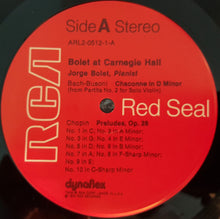 Side A Stereo
ARL2-0512-1-A
Bolet at Carnegie Hall
Jorge Bolet, Pianist
Bach-Busoni: Chaconne in D Minor
(from Partita No. 2 for Solo Violin)
RCA
Red Seal
Chopin: Preludes, Op. 28
No. 1 in C; No. 2 in A Minor;
No. 3 in G; No. 4 in E Minor;
No. 5 in D; No. 6 in B Minor;
No. 7 in A; No. 8 in F-Sharp Minor;
No. 9 in E;
No. 10 in C-Sharp Minor
dynaflex